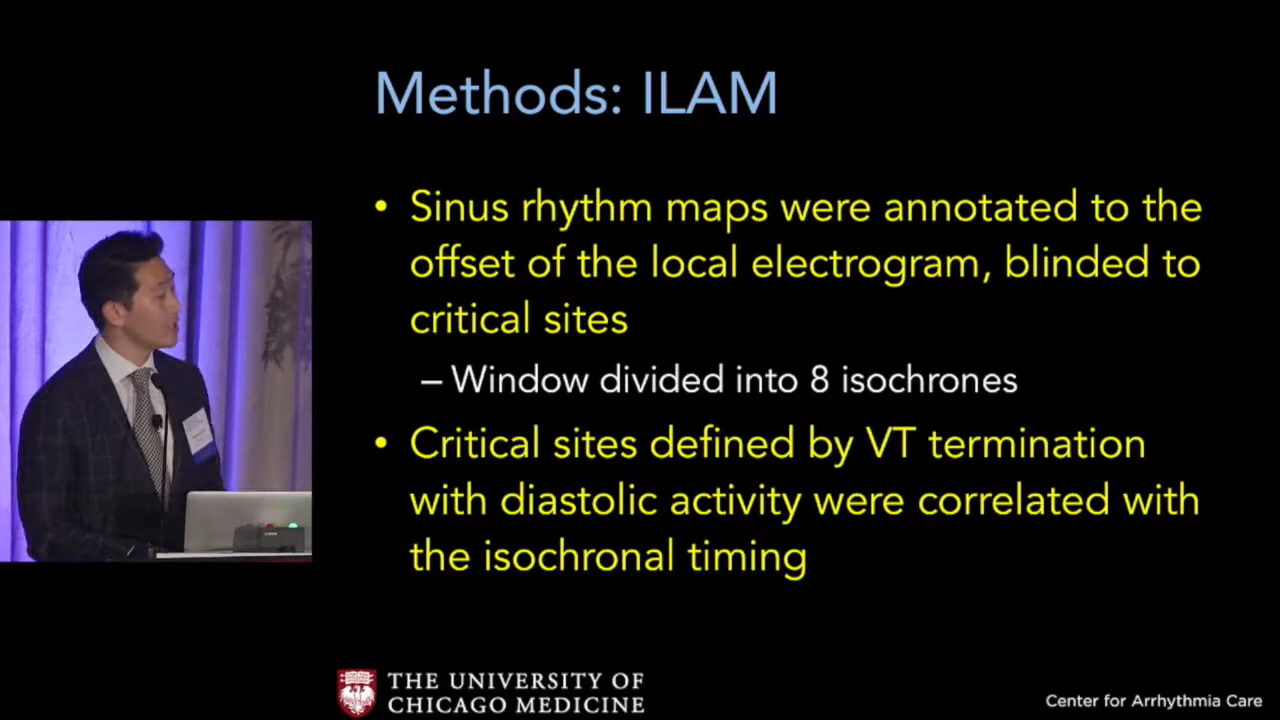 Methods: ILAM
• Sinus rhythm maps were annotated to the
offset of the local electrogram, blinded to
critical sites
– Window divided into 8 isochrones
• Critical sites defined by VT termination
with diastolic activity were correlated with
the isochronal timing
THE UNIVERSITY OF
CHICAGO MEDICINE
Center for Arrhythmia Care